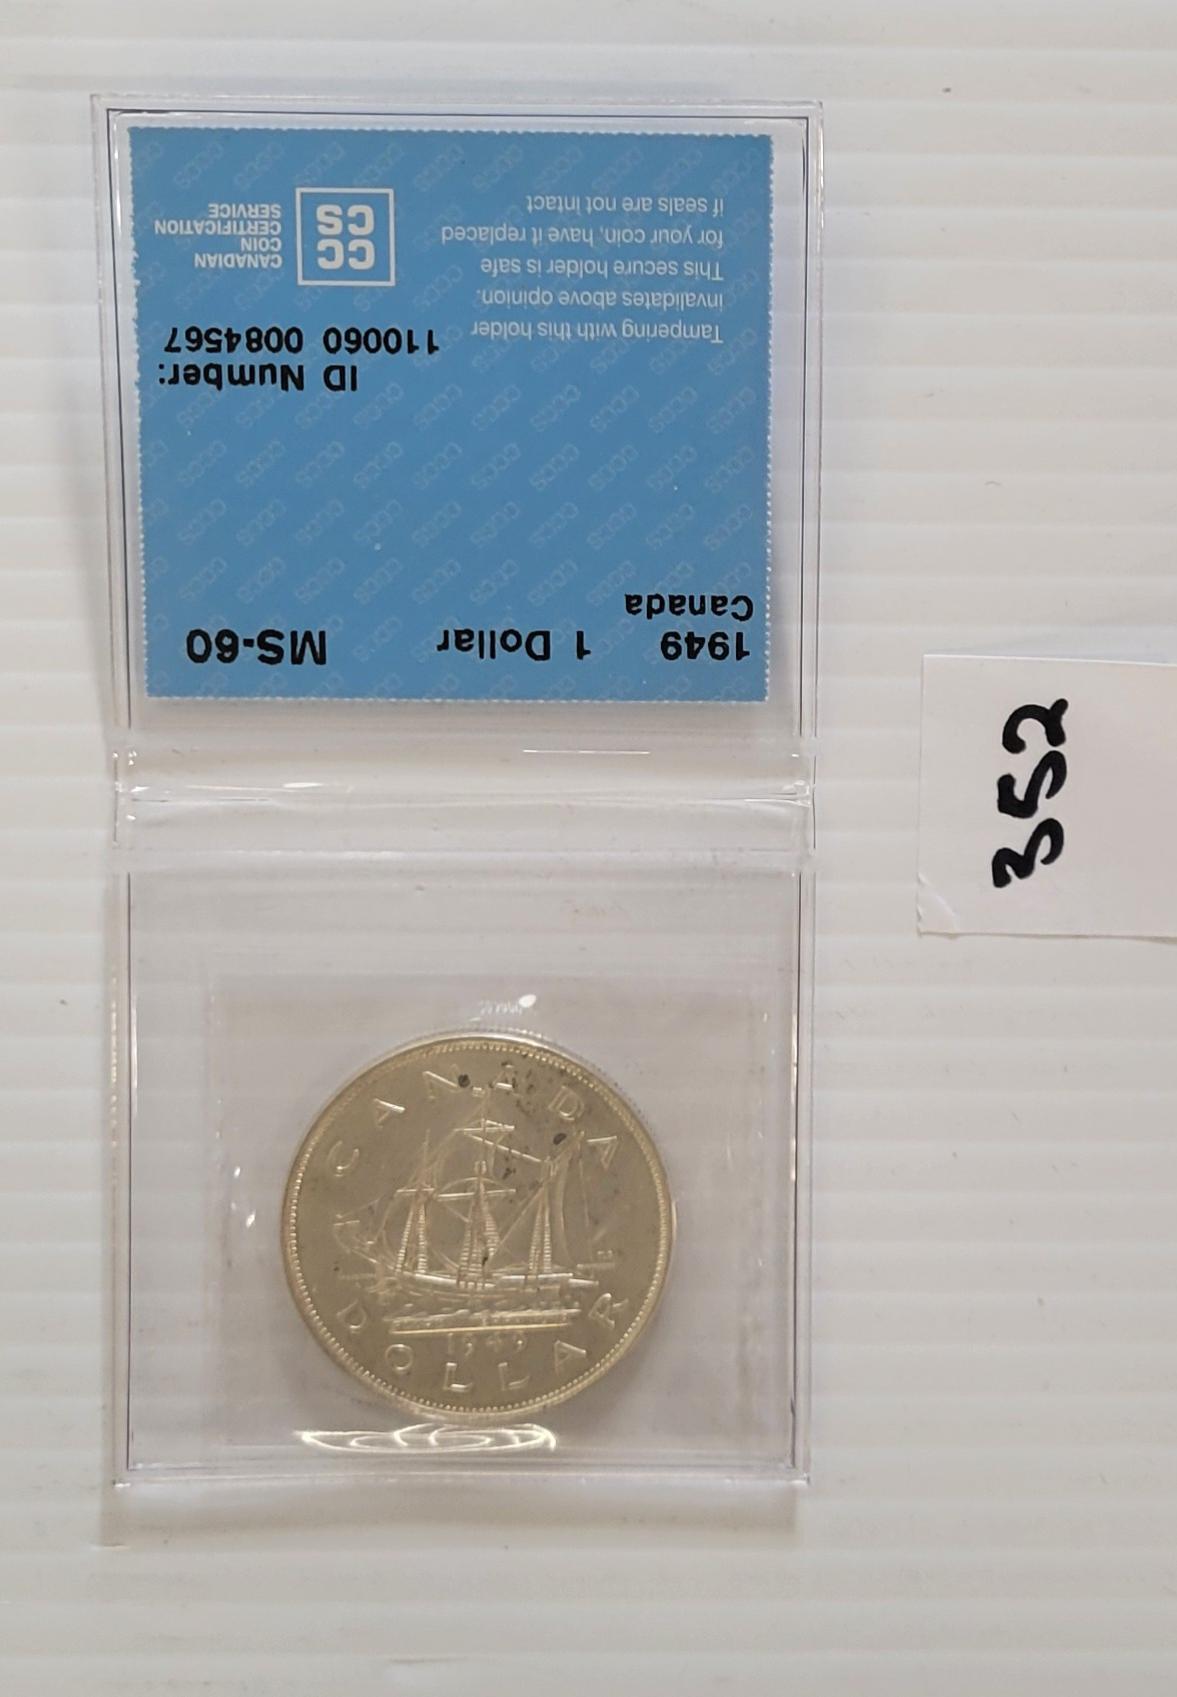 1949 1 Dollar MS-60
Canada
ID Number:
110060 0084567
Tampering with this holder
invalidates above opinion.
This secure holder is safe
for your coin, have it replaced
if seals are not intact
CC
CS
CANADIAN
COIN
CERTIFICATION
SERVICE
352
CANADA
1949
DOLLAR